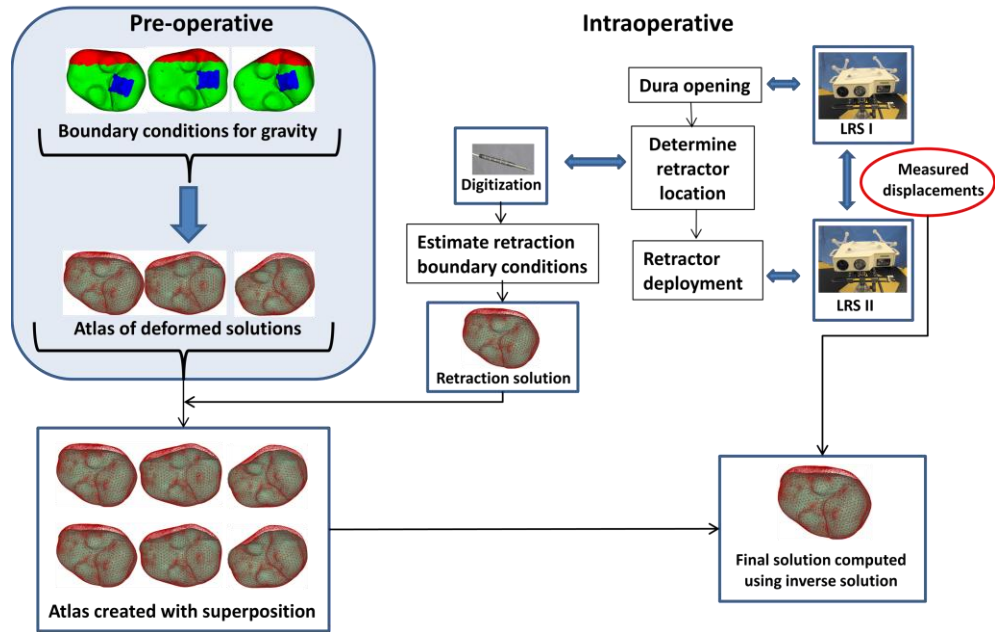 Pre-operative
Boundary conditions for gravity
Atlas of deformed solutions
Intraoperative
Dura opening
LRS I
Determine
retractor
location
Digitization
Measured
displacements
Estimate retraction
boundary conditions
Retractor
deployment
LRS II
Retraction solution
Atlas created with superposition
Final solution computed
using inverse solution